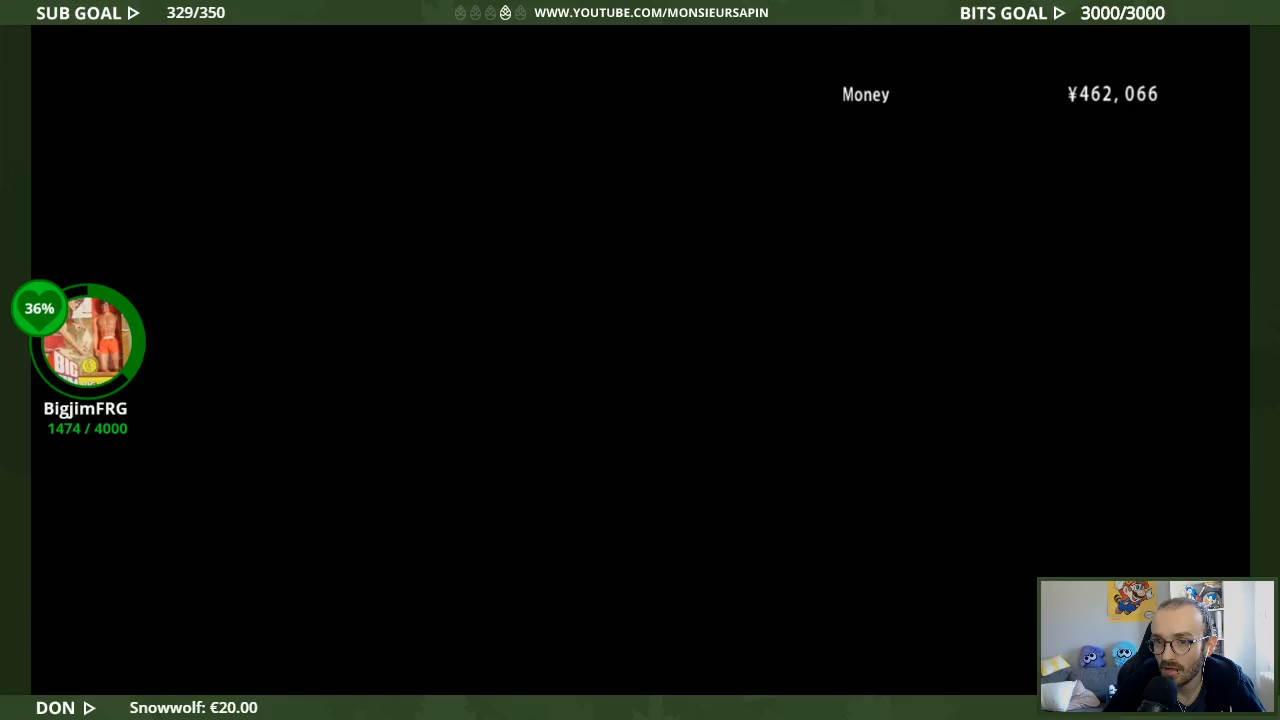 SUB GOAL 329/350 WWW.YOUTUBE.COM/MONSIEURSAPIN BITS GOAL 3000/3000
Money ¥462,066
36%
BIG
BigjimFRG
1474 / 4000
DON Snowwolf: €20.00